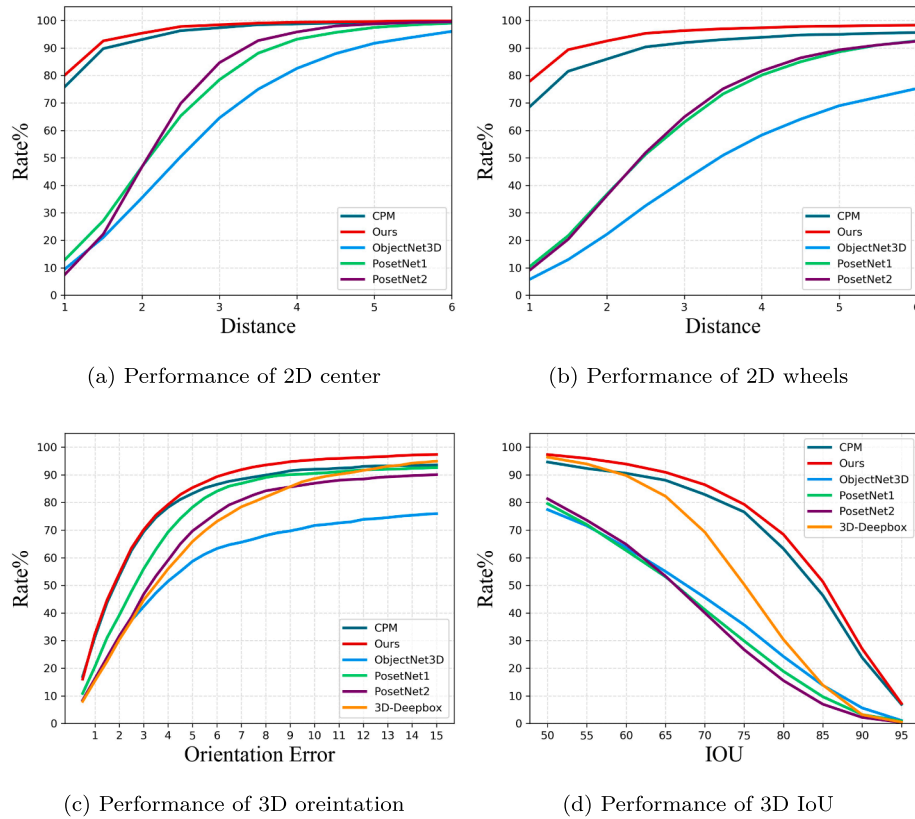 100
90
80
70
60
50
40
30
20
10
0
Rate%
1 2 3 4 5 6
Distance
CPM
Ours
ObjectNet3D
PosetNet1
PosetNet2
(a) Performance of 2D center
100
90
80
70
60
50
40
30
20
10
0
Rate%
1 2 3 4 5 6
Distance
CPM
Ours
ObjectNet3D
PosetNet1
PosetNet2
(b) Performance of 2D wheels
100
90
80
70
60
50
40
30
20
10
0
Rate%
1 2 3 4 5 6 7 8 9 10 11 12 13 14 15
Orientation Error
CPM
Ours
ObjectNet3D
PosetNet1
PosetNet2
3D-Deepbox
(c) Performance of 3D oreintation
100
90
80
70
60
50
40
30
20
10
0
Rate%
50 55 60 65 70 75 80 85 90 95
IOU
CPM
Ours
ObjectNet3D
PosetNet1
PosetNet2
3D-Deepbox
(d) Performance of 3D IoU